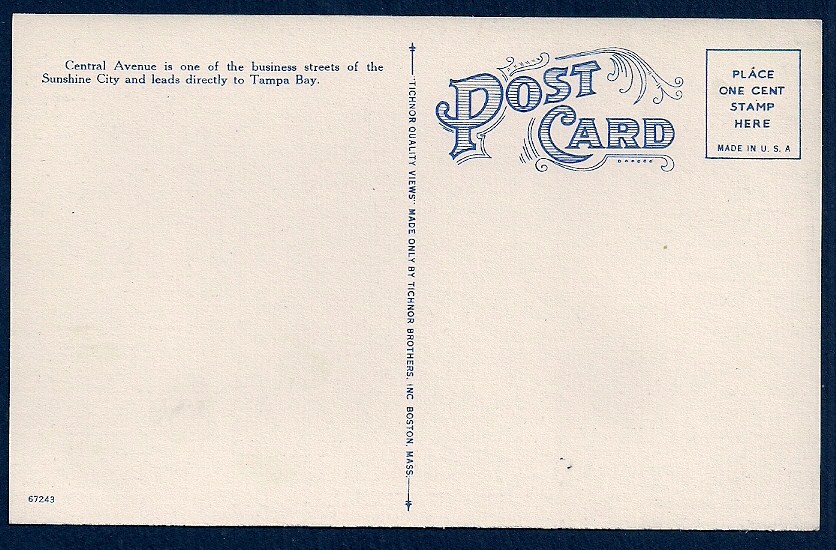 Central Avenue is one of the business streets of the
Sunshine City and leads directly to Tampa Bay.
"TICHNOR QUALITY VIEWS" MADE ONLY BY TICHNOR BROTHERS, INC. BOSTON, MASS.
POST
CARD
PLACE
ONE CENT
STAMP
HERE
MADE IN U. S. A
67243